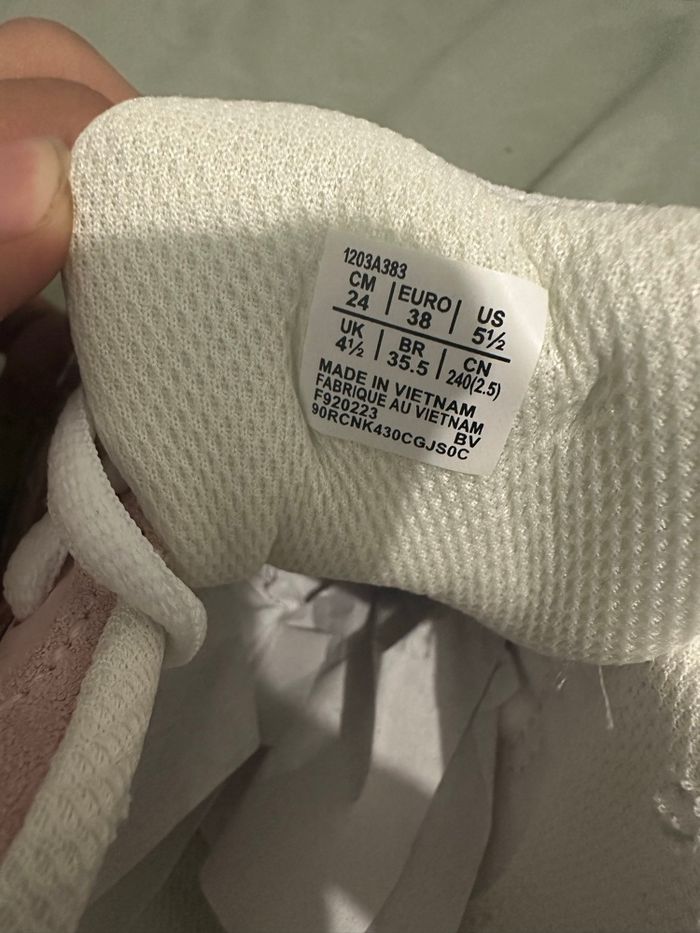 1203A383
CM | EURO | US
24 | 38 | 5½
UK | BR | CN
4½ | 35.5 | 240(2.5)
MADE IN VIETNAM
FABRIQUE AU VIETNAM
F920223 BV
90RCNK430CGJS0C